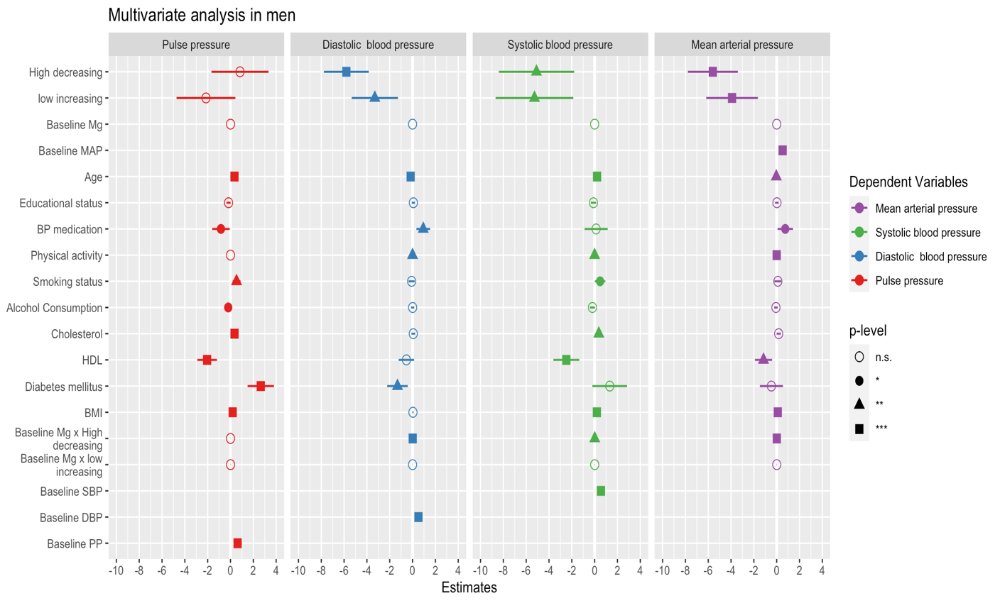 Multivariate analysis in men
Pulse pressure
Diastolic  blood pressure
Systolic blood pressure
Mean arterial pressure
High decreasing
low increasing
Baseline Mg
Baseline MAP
Age
Educational status
BP medication
Physical activity
Smoking status
Alcohol Consumption
Cholesterol
HDL
Diabetes mellitus
BMI
Baseline Mg x High
decreasing
Baseline Mg x low
increasing
Baseline SBP
Baseline DBP
Baseline PP
-10 -8 -6 -4 -2 0 2 4
-10 -8 -6 -4 -2 0 2 4
-10 -8 -6 -4 -2 0 2 4
-10 -8 -6 -4 -2 0 2 4
Estimates
Dependent Variables
Mean arterial pressure
Systolic blood pressure
Diastolic  blood pressure
Pulse pressure
p-level
n.s.
*
**
***